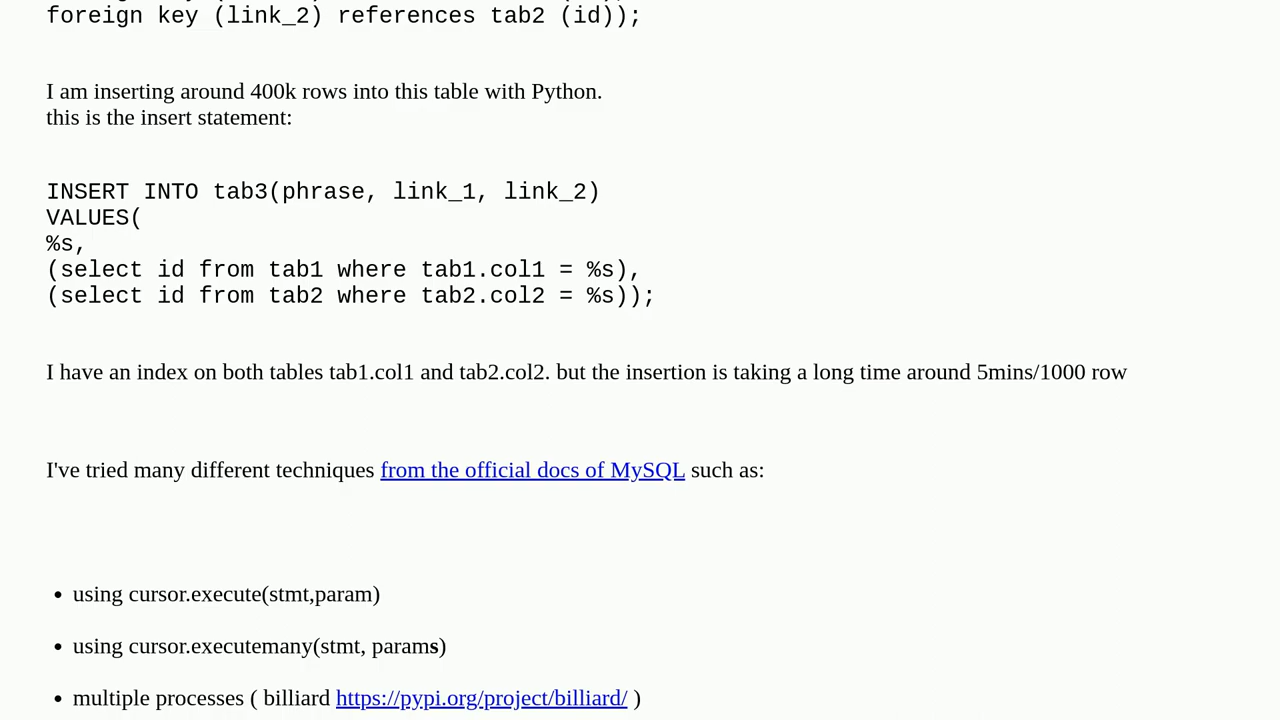 foreign key (link_2) references tab2 (id));
I am inserting around 400k rows into this table with Python.
this is the insert statement:
INSERT INTO tab3(phrase, link_1, link_2)
VALUES(
%s,
(select id from tab1 where tab1.col1 = %s),
(select id from tab2 where tab2.col2 = %s));
I have an index on both tables tab1.col1 and tab2.col2. but the insertion is taking a long time around 5mins/1000 row
I've tried many different techniques from the official docs of MySQL such as:
• using cursor.execute(stmt,param)
• using cursor.executemany(stmt, params)
• multiple processes ( billiard https://pypi.org/project/billiard/ )